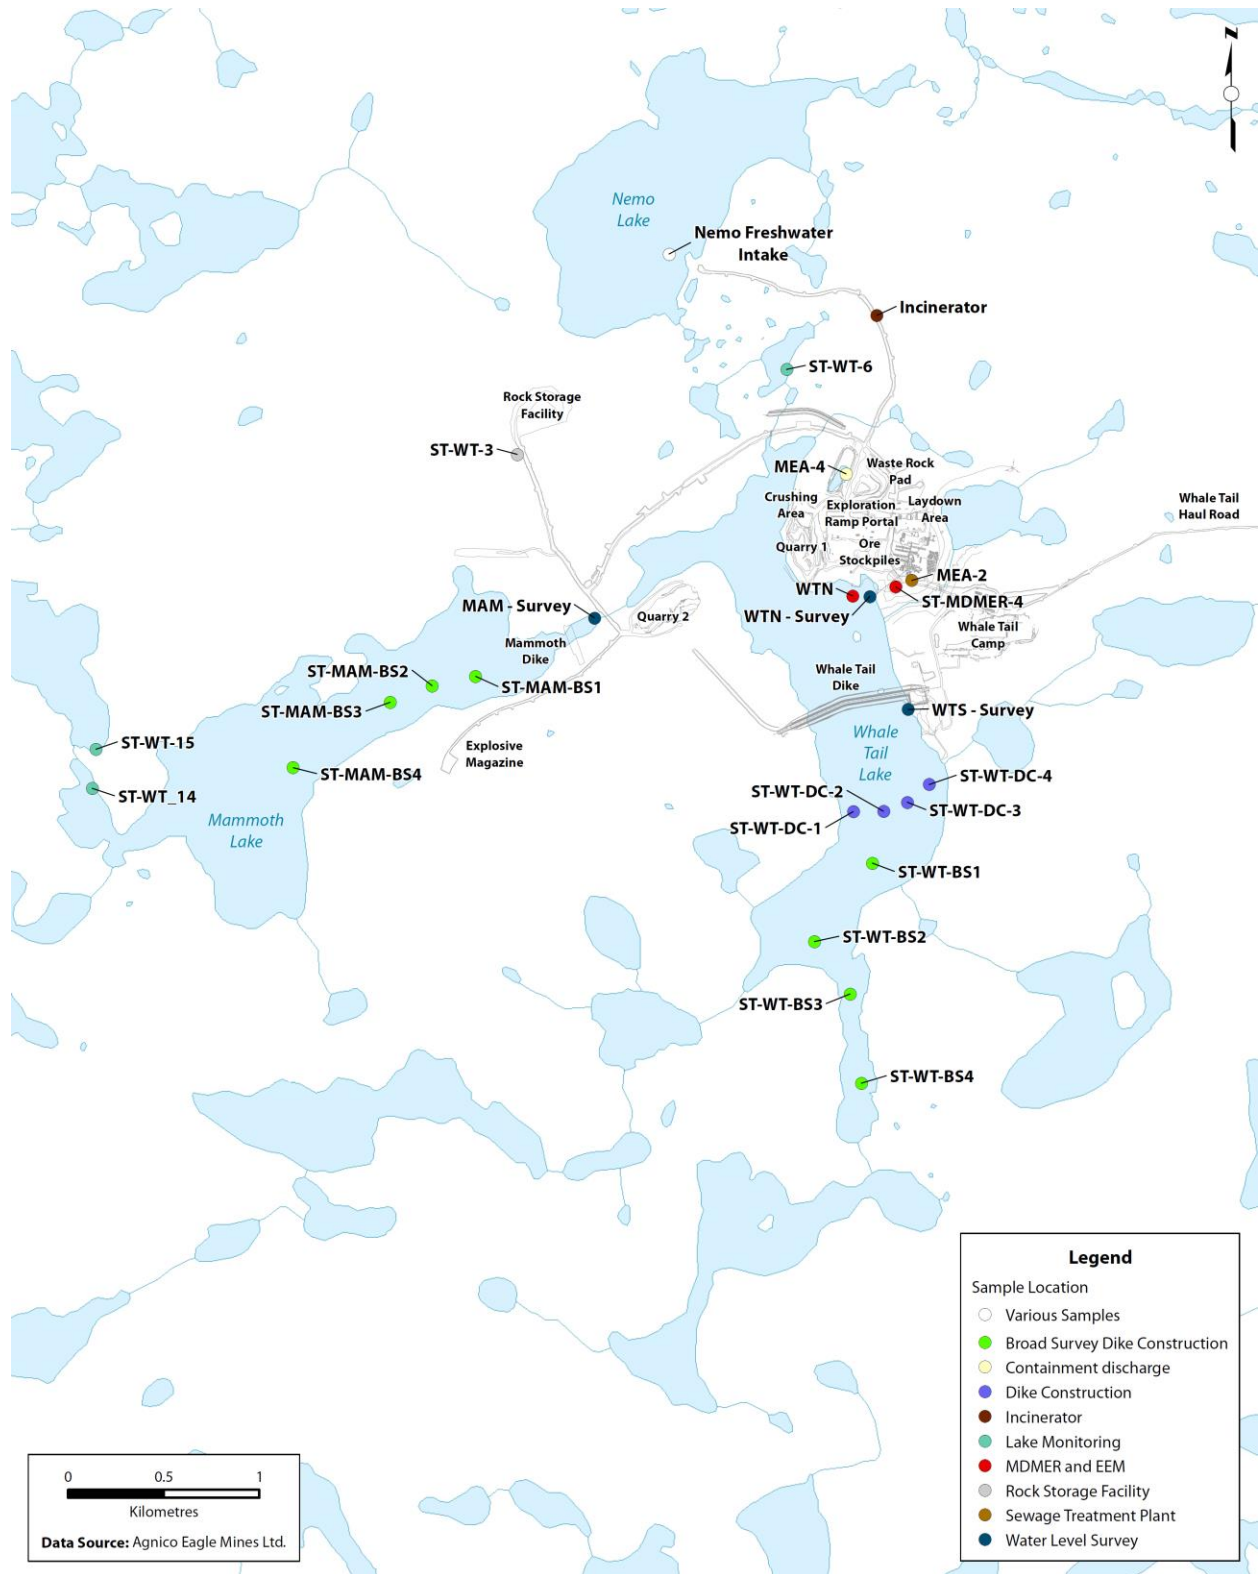 N
Nemo
Lake
Nemo Freshwater
Intake
Incinerator
ST-WT-6
Rock Storage
Facility
ST-WT-3
MEA-4
Waste Rock
Pad
Crushing
Area
Exploration
Ramp Portal
Laydown
Area
Whale Tail
Haul Road
Quarry 1
Ore
Stockpiles
MEA-2
WTN
ST-MDMER-4
WTN - Survey
MAM - Survey
Quarry 2
Whale Tail
Camp
Mammoth
Dike
ST-MAM-BS2
ST-MAM-BS1
Whale Tail
Dike
ST-MAM-BS3
WTS - Survey
ST-WT-15
Explosive
Magazine
Whale
Tail
Lake
ST-MAM-BS4
ST-WT_14
ST-WT-DC-4
ST-WT-DC-2
ST-WT-DC-3
Mammoth
Lake
ST-WT-DC-1
ST-WT-BS1
ST-WT-BS2
ST-WT-BS3
ST-WT-BS4
Legend
Sample Location
Various Samples
Broad Survey Dike Construction
Containment discharge
Dike Construction
Incinerator
Lake Monitoring
MDMER and EEM
Rock Storage Facility
Sewage Treatment Plant
Water Level Survey
0 0.5 1
Kilometres
Data Source: Agnico Eagle Mines Ltd.